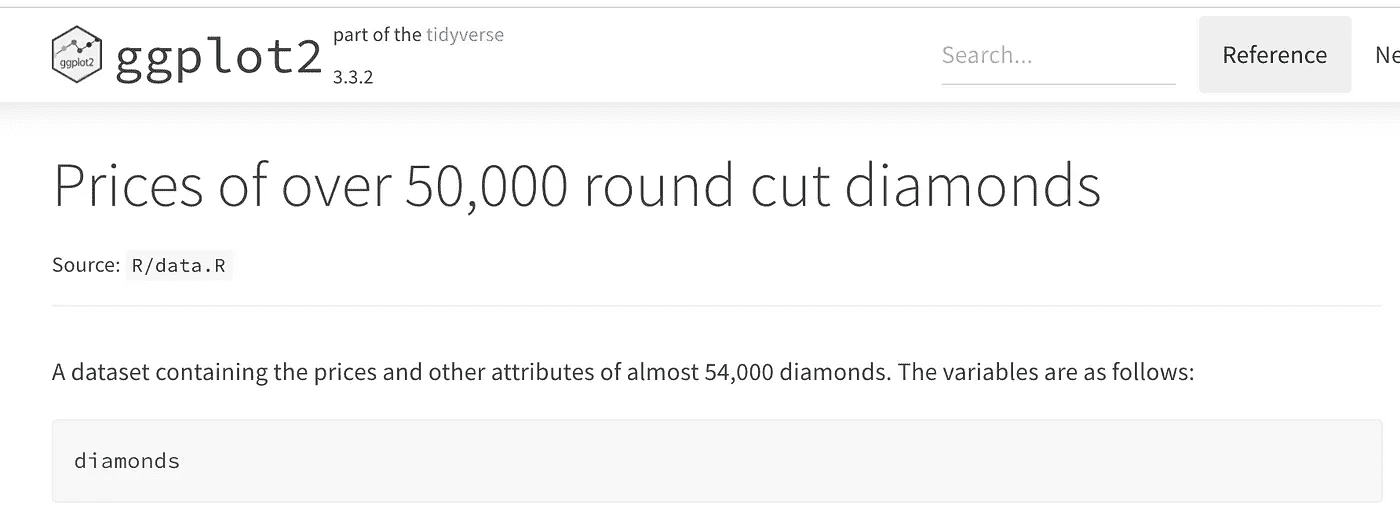 ggplot2
ggplot2
part of the tidyverse
3.3.2
Search...
Reference
Ne
Prices of over 50,000 round cut diamonds
Source: R/data.R
A dataset containing the prices and other attributes of almost 54,000 diamonds. The variables are as follows:
diamonds